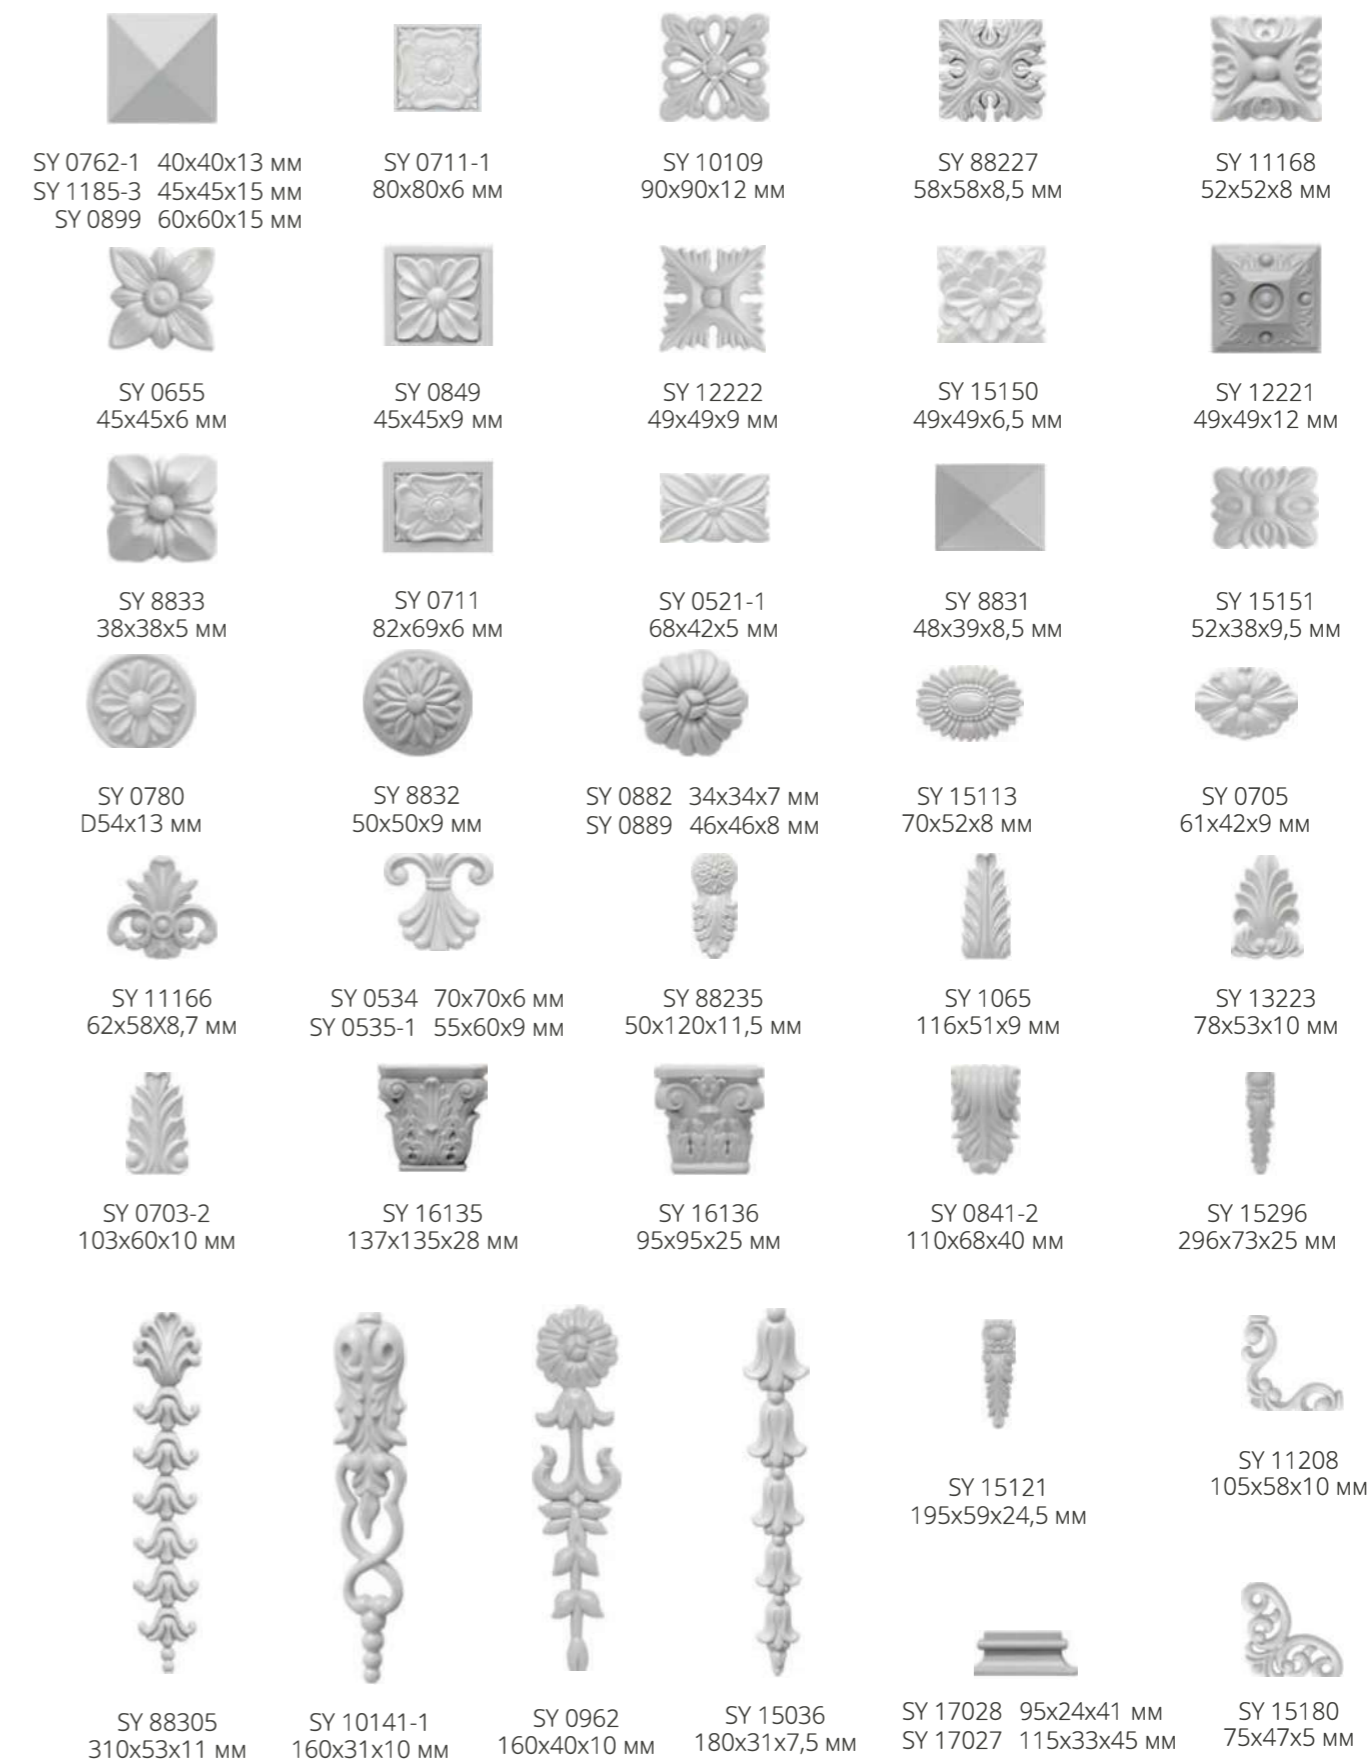 SY 0762-1 40x40x13 мм
SY 1185-3 45x45x15 мм
SY 0899 60x60x15 мм
SY 0711-1
80x80x6 мм
SY 10109
90x90x12 мм
SY 88227
58x58x8,5 мм
SY 11168
52x52x8 мм
SY 0655
45x45x6 мм
SY 0849
45x45x9 мм
SY 12222
49x49x9 мм
SY 15150
49x49x6,5 мм
SY 12221
49x49x12 мм
SY 8833
38x38x5 мм
SY 0711
82x69x6 мм
SY 0521-1
68x42x5 мм
SY 8831
48x39x8,5 мм
SY 15151
52x38x9,5 мм
SY 0780
D54x13 мм
SY 8832
50x50x9 мм
SY 0882 34x34x7 мм
SY 0889 46x46x8 мм
SY 15113
70x52x8 мм
SY 0705
61x42x9 мм
SY 11166
62x58X8,7 мм
SY 0534 70x70x6 мм
SY 0535-1 55x60x9 мм
SY 88235
50x120x11,5 мм
SY 1065
116x51x9 мм
SY 13223
78x53x10 мм
SY 0703-2
103x60x10 мм
SY 16135
137x135x28 мм
SY 16136
95x95x25 мм
SY 0841-2
110x68x40 мм
SY 15296
296x73x25 мм
SY 88305
310x53x11 мм
SY 10141-1
160x31x10 мм
SY 0962
160x40x10 мм
SY 15036
180x31x7,5 мм
SY 15121
195x59x24,5 мм
SY 11208
105x58x10 мм
SY 17028 95x24x41 мм
SY 17027 115x33x45 мм
SY 15180
75x47x5 мм